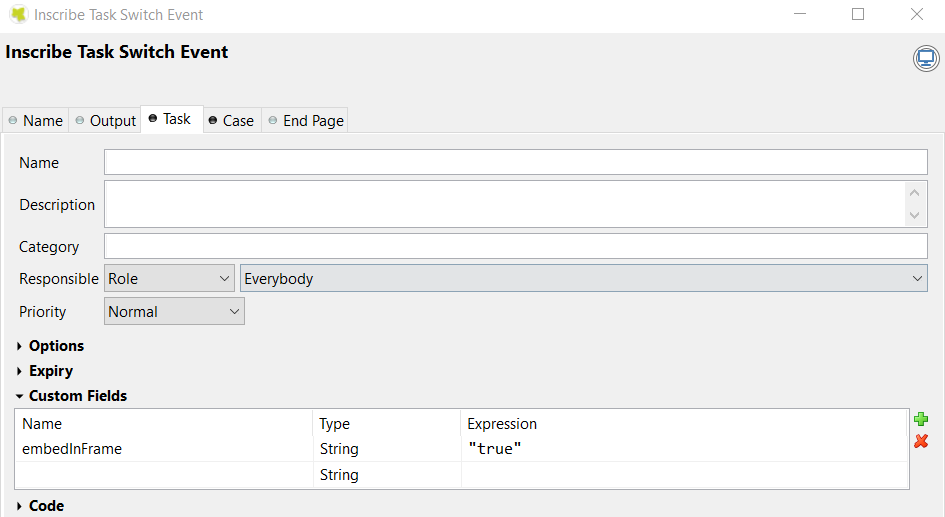 Inscribe Task Switch Event
Inscribe Task Switch Event
Name Output Task Case End Page
Name
Description
Category
Responsible Role Everybody
Priority Normal
Options
Expiry
Custom Fields
Name Type Expression
embedInFrame String "true"
String
Code